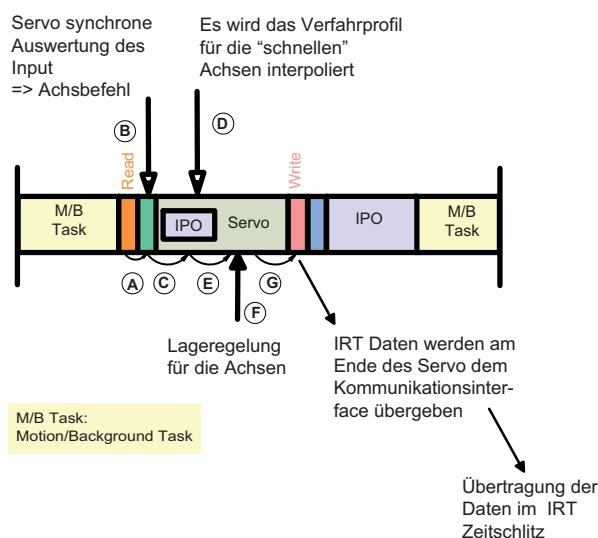 Servo synchrone
Auswertung des
Input
=> Achsbefehl
Es wird das Verfahrprofil
für die “schnellen”
Achsen interpoliert
B
D
Read
Write
M/B
Task
IPO
Servo
IPO
M/B
Task
A
C
E
G
F
Lageregelung
für die Achsen
IRT Daten werden am
Ende des Servo dem
Kommunikationsinter-
face übergeben
M/B Task:
Motion/Background Task
Übertragung der
Daten im IRT
Zeitschlitz